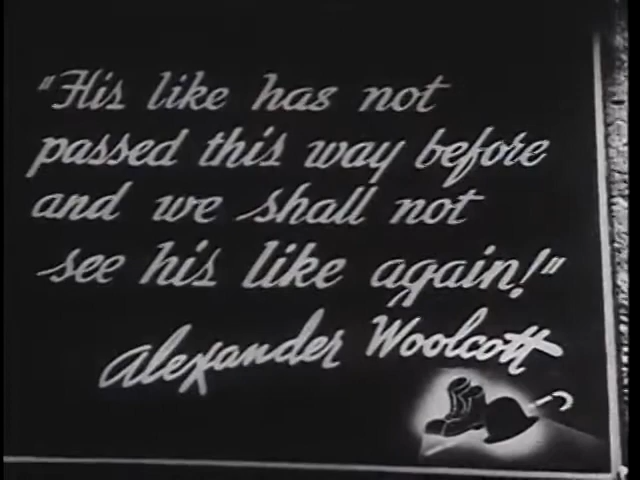 "His like has not
passed this way before
and we shall not
see his like again!"
Alexander Woolcott